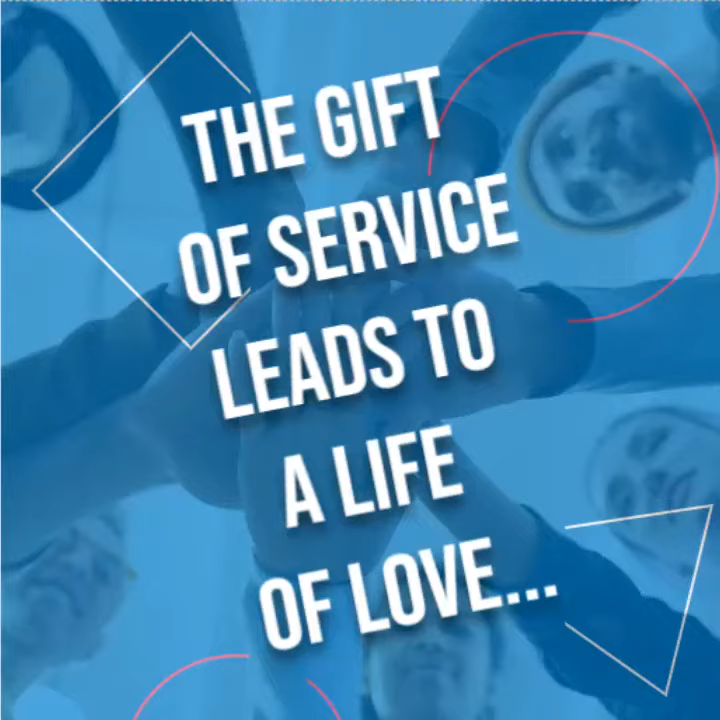 THE GIFT
OF SERVICE
LEADS TO
A LIFE
OF LOVE...